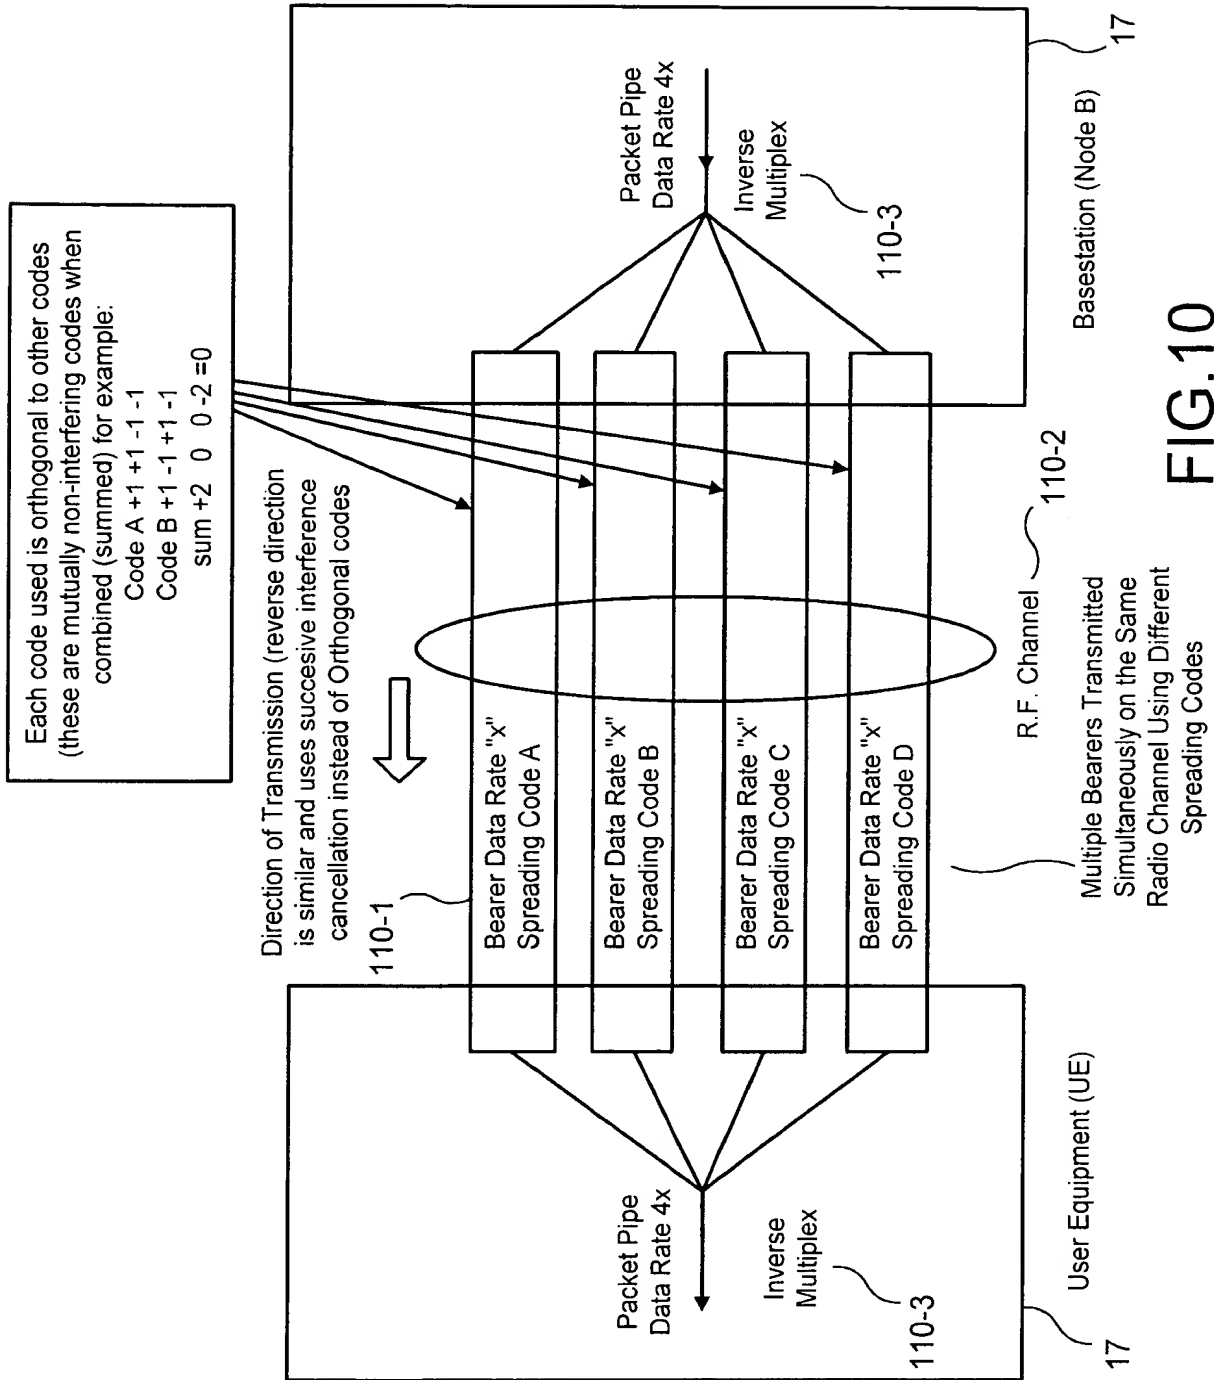 Each code used is orthogonal to other codes
(these are mutually non-interfering codes when
combined (summed) for example:
Code A +1 +1 -1 -1
Code B +1 -1 +1 -1
sum +2 0 0 -2 =0
Direction of Transmission (reverse direction
is similar and uses succesive interference
cancellation instead of Orthogonal codes
110-1
Bearer Data Rate "x"
Spreading Code A
Bearer Data Rate "x"
Spreading Code B
Bearer Data Rate "x"
Spreading Code C
Bearer Data Rate "x"
Spreading Code D
Packet Pipe
Data Rate 4x
Inverse
Multiplex
110-3
User Equipment (UE)
17
Packet Pipe
Data Rate 4x
Inverse
Multiplex
110-3
Basestation (Node B)
17
R.F. Channel
110-2
Multiple Bearers Transmitted
Simultaneously on the Same
Radio Channel Using Different
Spreading Codes
FIG.10